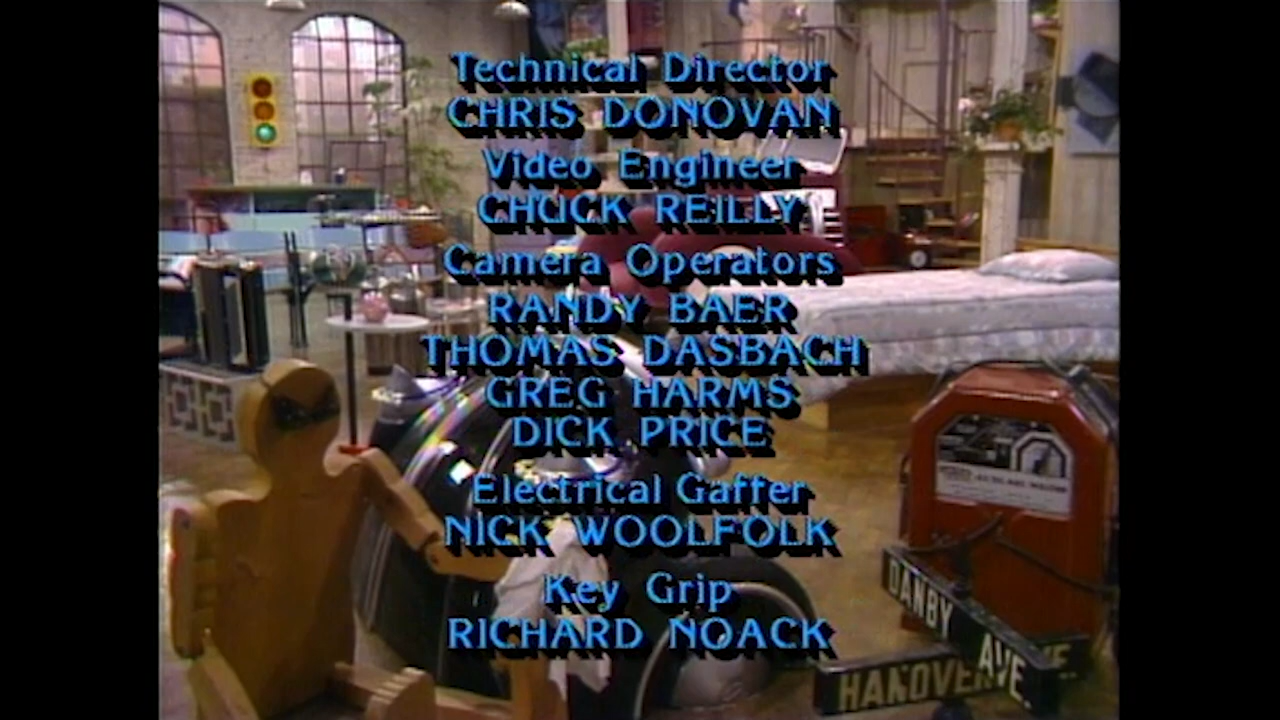 Technical Director
CHRIS DONOVAN
Video Engineer
CHUCK REILLY
Camera Operators
RANDY BAER
THOMAS DASBACH
GREG HARMS
DICK PRICE
Electrical Gaffer
NICK WOOLFOLK
Key Grip
RICHARD NOACK
DANBY AVE
HANOVER AVE